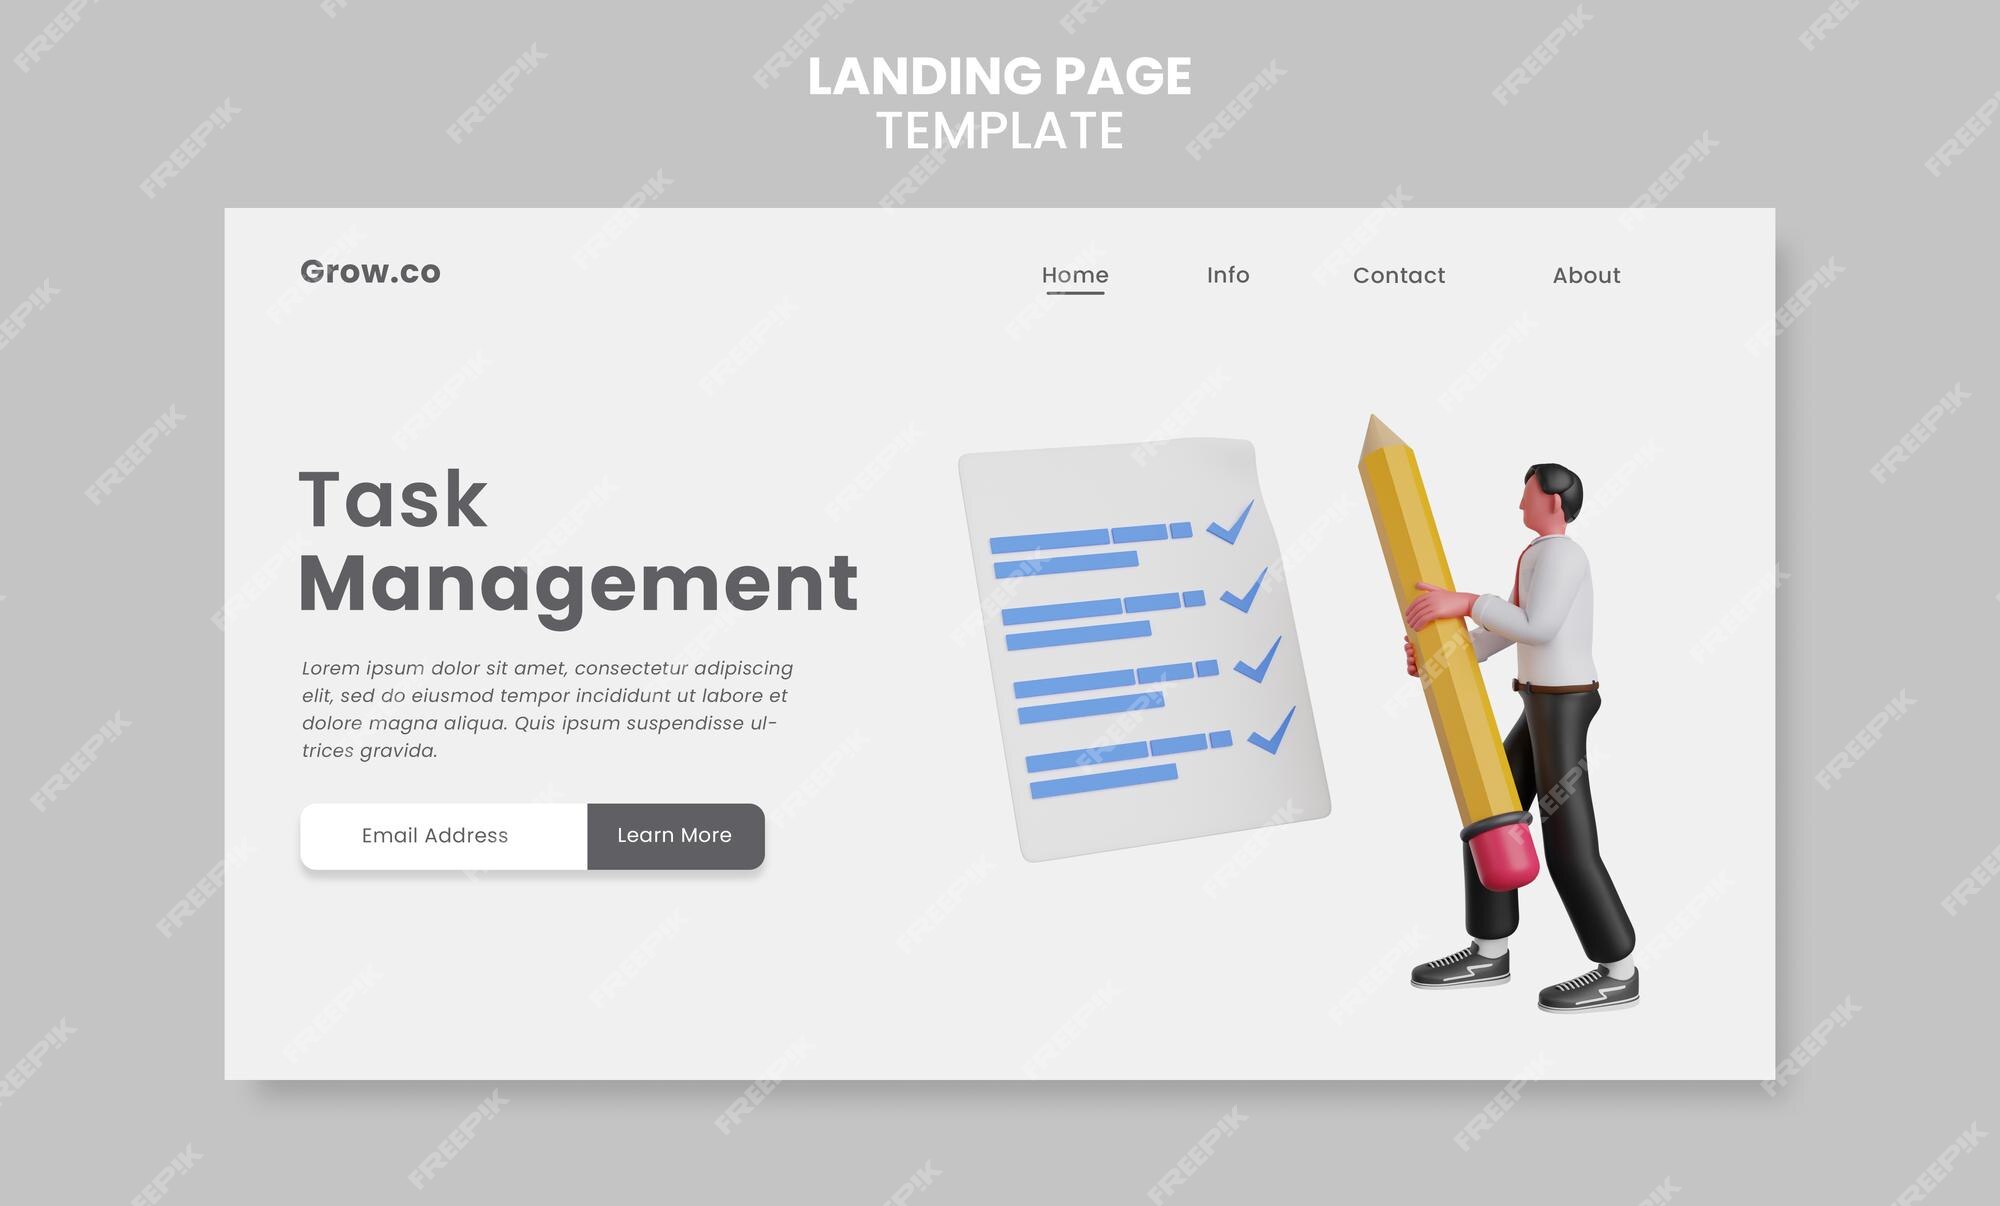 LANDING PAGE
TEMPLATE
Grow.co
Home
Info
Contact
About
Task
Management
Lorem ipsum dolor sit amet, consectetur adipiscing
elit, sed do eiusmod tempor incididunt ut labore et
dolore magna aliqua. Quis ipsum suspendisse ul-
trices gravida.
Email Address
Learn More
FREEPIK